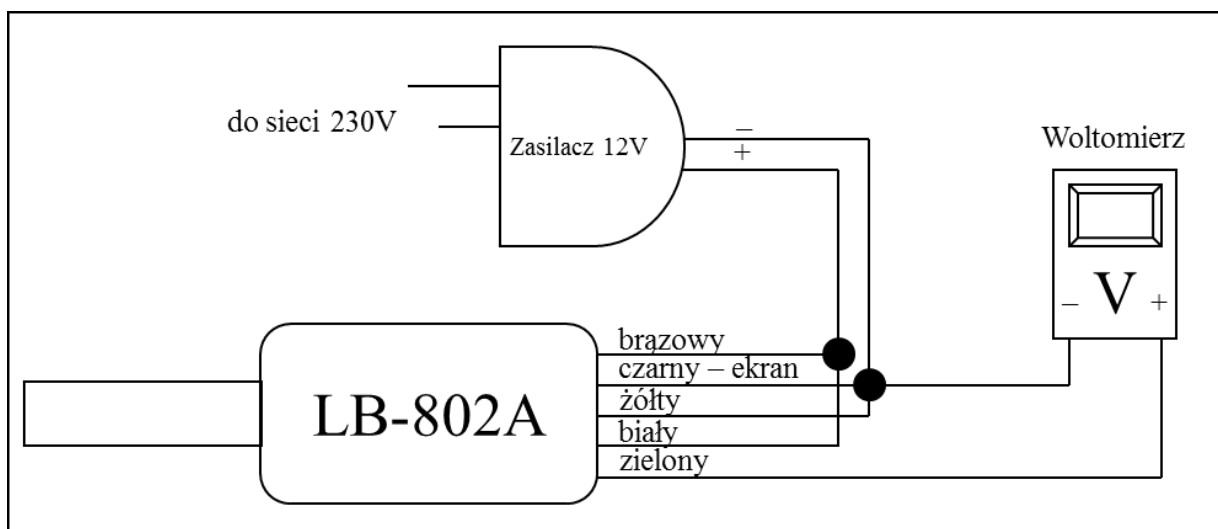 do sieci 230V
Zasilacz 12V
–
+
Woltomierz
V
– +
LB-802A
brązowy
czarny – ekran
żółty
biały
zielony